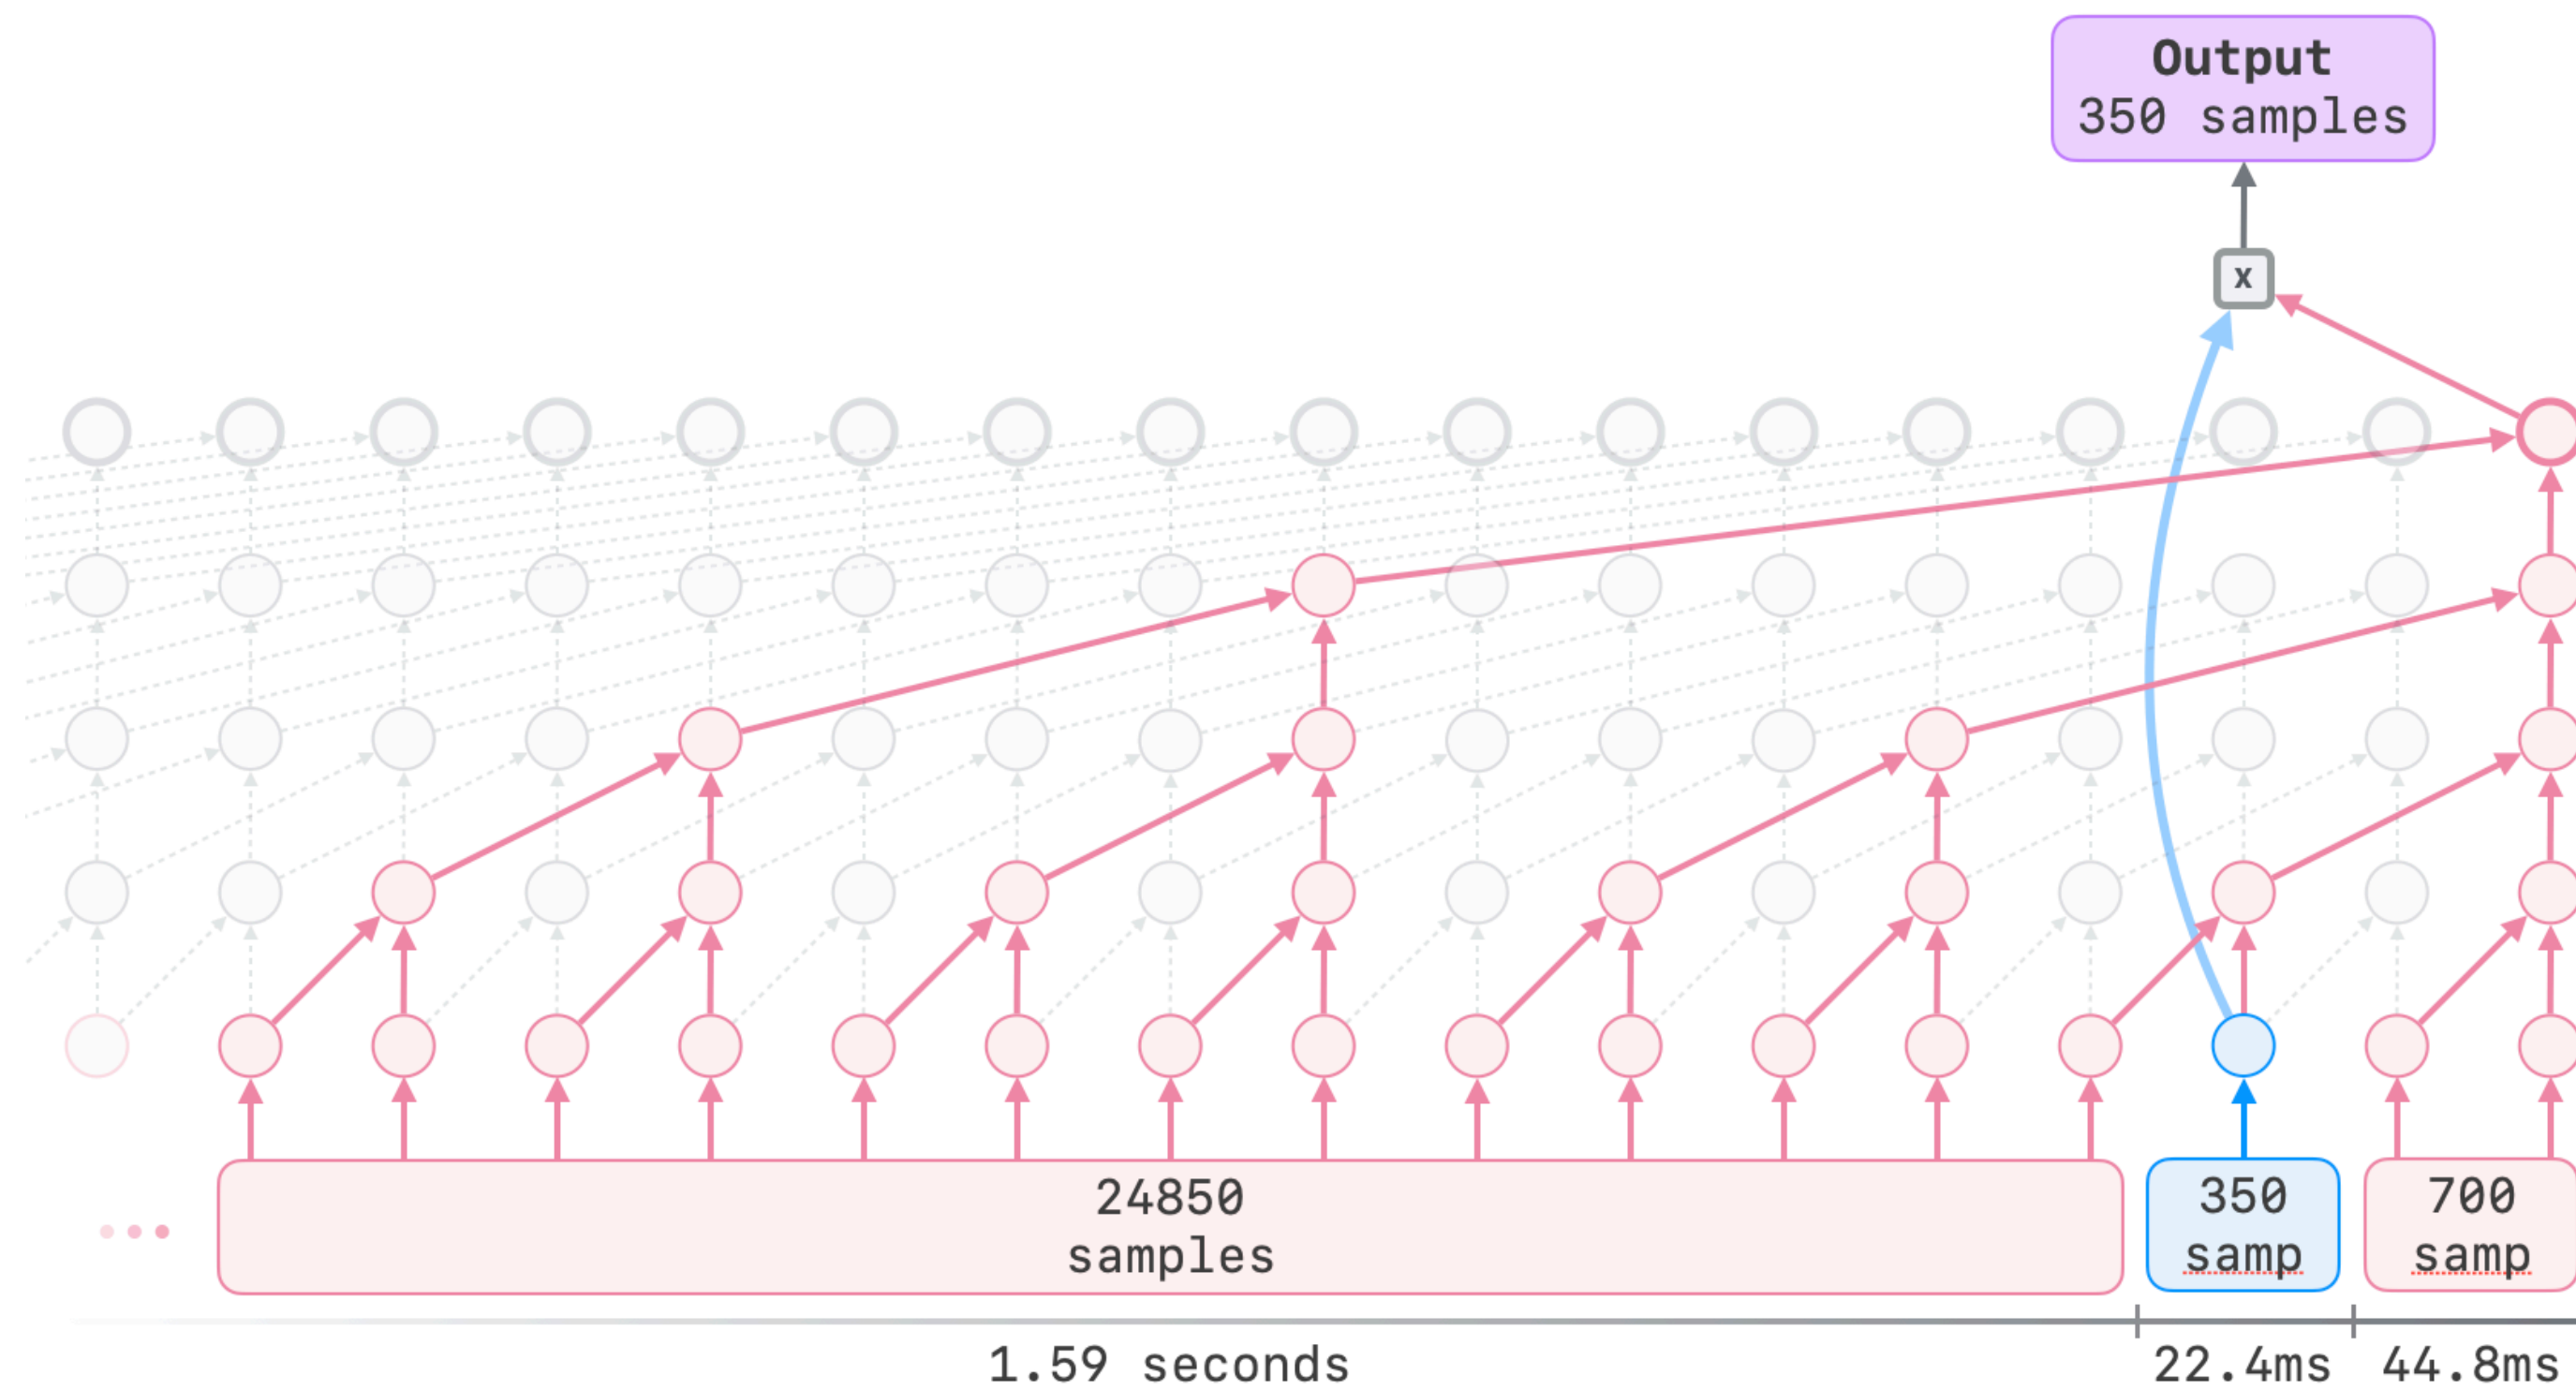 Output
350 samples
x
24850
samples
350
samp
700
samp
1.59 seconds
22.4ms
44.8ms